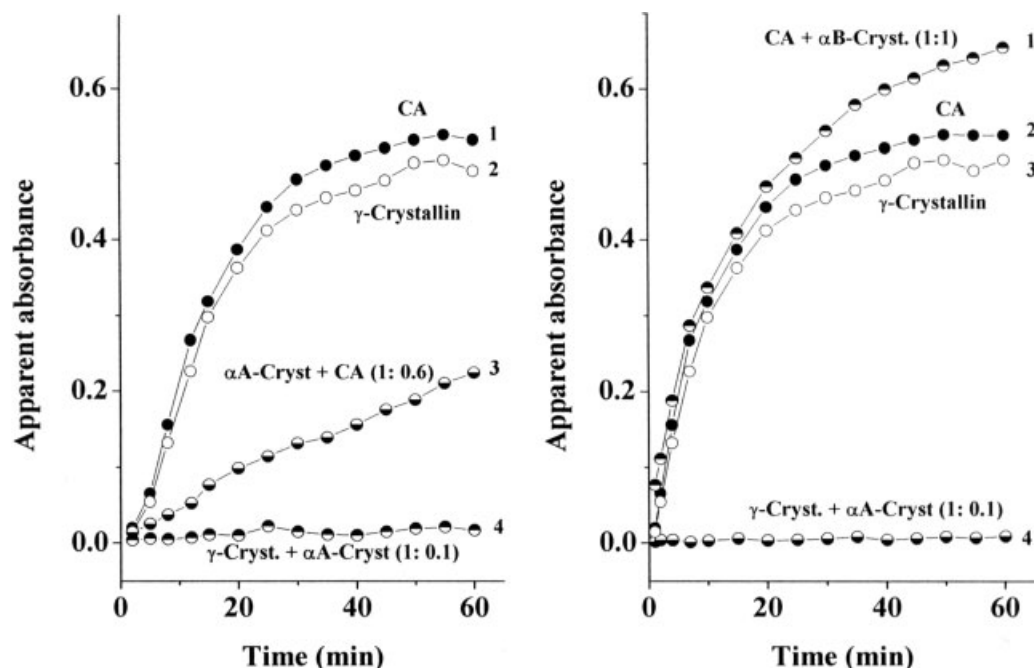 0.6
0.4
0.2
0.0
Apparent absorbance
CA
1
2
γ-Crystallin
αA-Cryst + CA (1: 0.6)
3
4
γ-Cryst. + αA-Cryst (1: 0.1)
0
20
40
60
Time (min)
0.6
0.4
0.2
0.0
Apparent absorbance
CA + αB-Cryst. (1:1)
1
CA
2
3
γ-Crystallin
γ-Cryst. + αA-Cryst (1: 0.1)
4
0
20
40
60
Time (min)